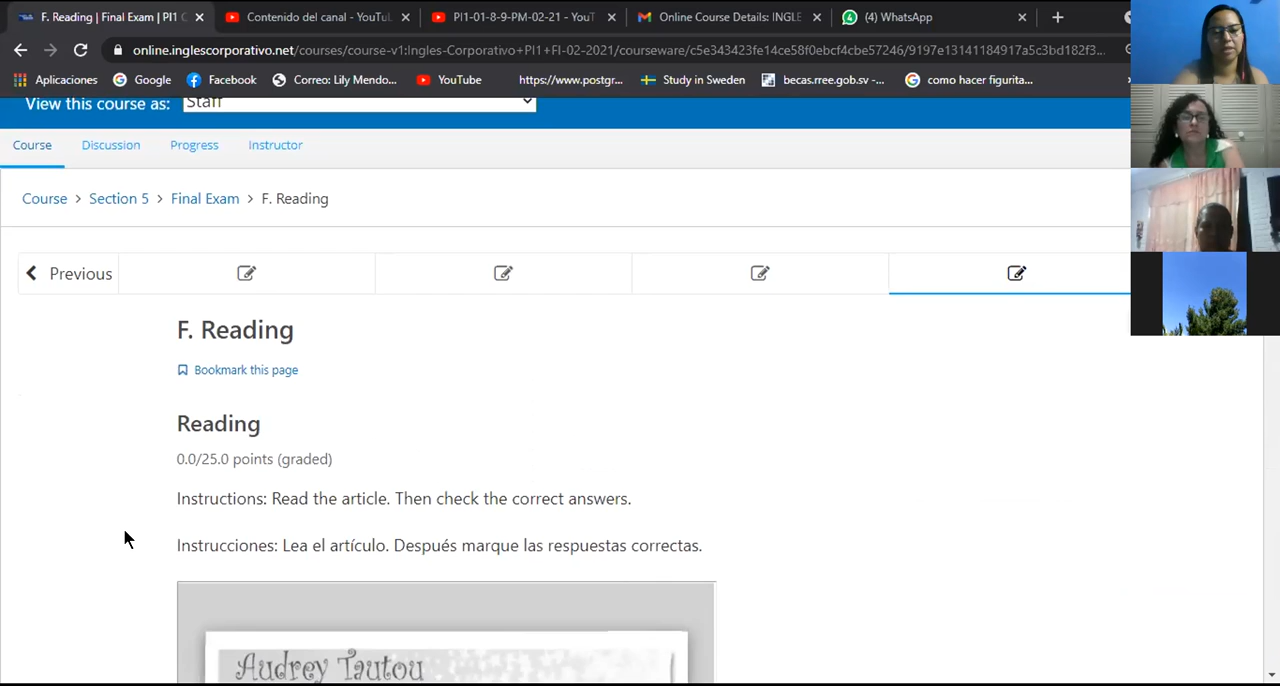 F. Reading | Final Exam | PI1 C
Contenido del canal - YouTu
PI1-01-8-9-PM-02-21 - YouT
Online Course Details: INGLE
(4) WhatsApp
online.inglescorporativo.net/courses/course-v1:Ingles-Corporativo+PI1+FI-02-2021/courseware/c5e343423fe14ce58f0ebcf4cbe57246/9197e13141184917a5c3bd182f3...
Aplicaciones
Google
Facebook
Correo: Lily Mendo...
YouTube
https://www.postgr...
Study in Sweden
becas.rree.gob.sv -...
como hacer figurita...
View this course as:
Staff
Course
Discussion
Progress
Instructor
Course > Section 5 > Final Exam > F. Reading
Previous
F. Reading
Bookmark this page
Reading
0.0/25.0 points (graded)
Instructions: Read the article. Then check the correct answers.
Instrucciones: Lea el artículo. Después marque las respuestas correctas.
Audrey Tautou